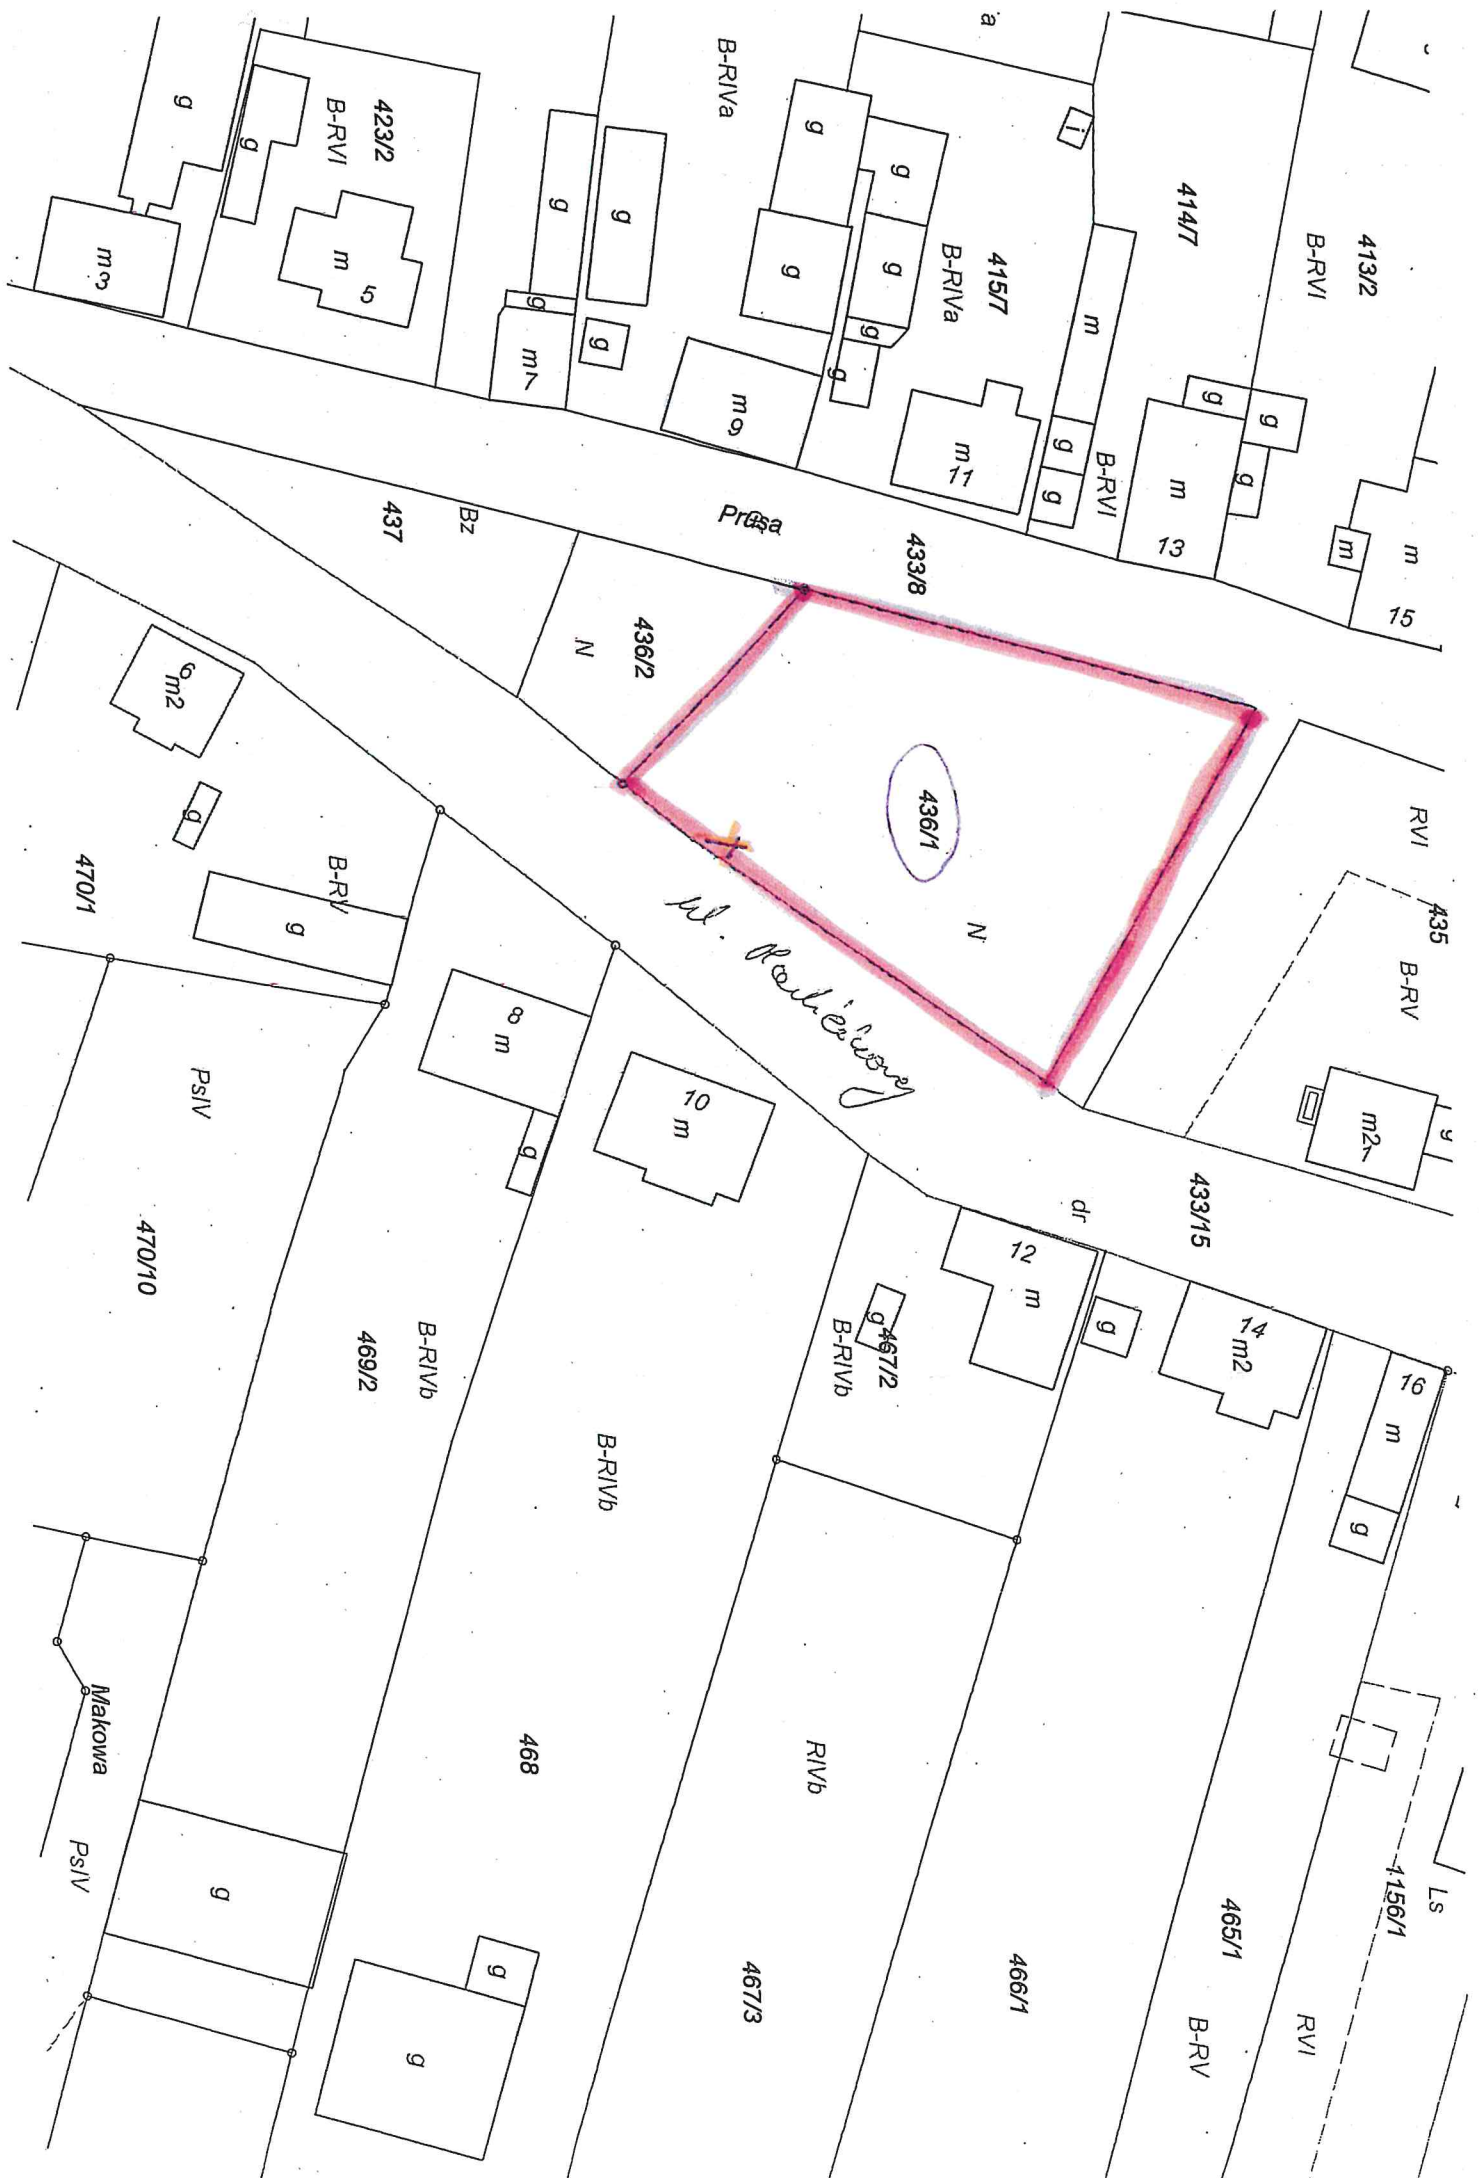 g
RVI
435
B-RV
Ls
1156/1
m
15
16
m
413/2
B-RVI
m
m2
1
g
RVI
g
g
14
m2
465/1
B-RV
414/7
g
m
13
433/15
g
i
m
g
g
B-RVI
dr
12
m
466/1
415/7
B-RIVa
m
11
433/8
436/1
N
g
g
g
g
467/2
B-RIVb
g
g
g
RIVb
B-RIVa
m
9
Prusa
ul.
467/3
g
g
436/2
N
10
m
B-RIVb
468
g
g
m
7
Bz
8
m
g
g
423/2
B-RVI
437
B-RIVb
469/2
g
m
5
B-RV
g
g
g
6
m2
g
PsIV
g
m
3
470/1
470/10
Makowa
PsIV